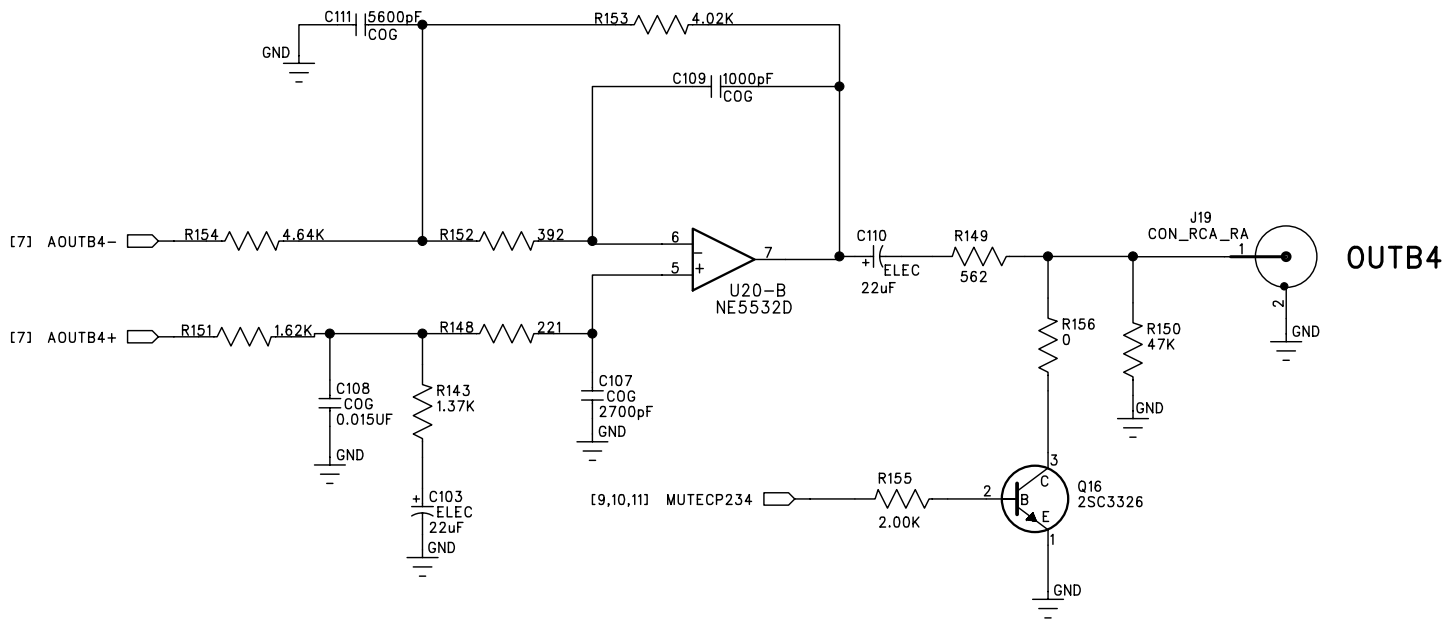 C111 5600pF
COG
GND
R153 4.02K
C109 1000pF
COG
[7] AOUTB4-
R154 4.64K
R152 392
6
5
7
U20-B
NE5532D
C110
+
ELEC
22uF
R149
562
J19
CON_RCA_RA
1
2
OUTB4
GND
[7] AOUTB4+
R151 1.62K
R148 221
C108
COG
0.015UF
GND
R143
1.37K
C107
COG
2700pF
GND
R156
0
R150
47K
GND
+
C103
ELEC
22uF
GND
[9,10,11] MUTECP234
R155
2.00K
2
B
3
C
E
1
Q16
2SC3326
GND